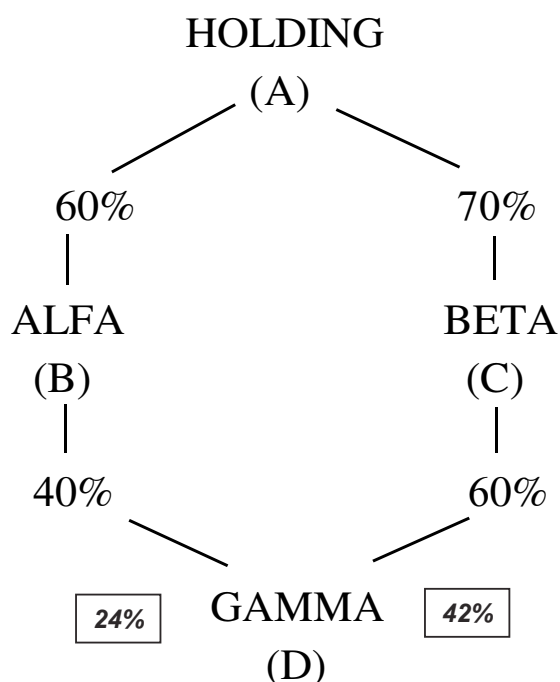 HOLDING
(A)
60% 70%
ALFA BETA
(B) (C)
40% 60%
24% GAMMA 42%
(D)